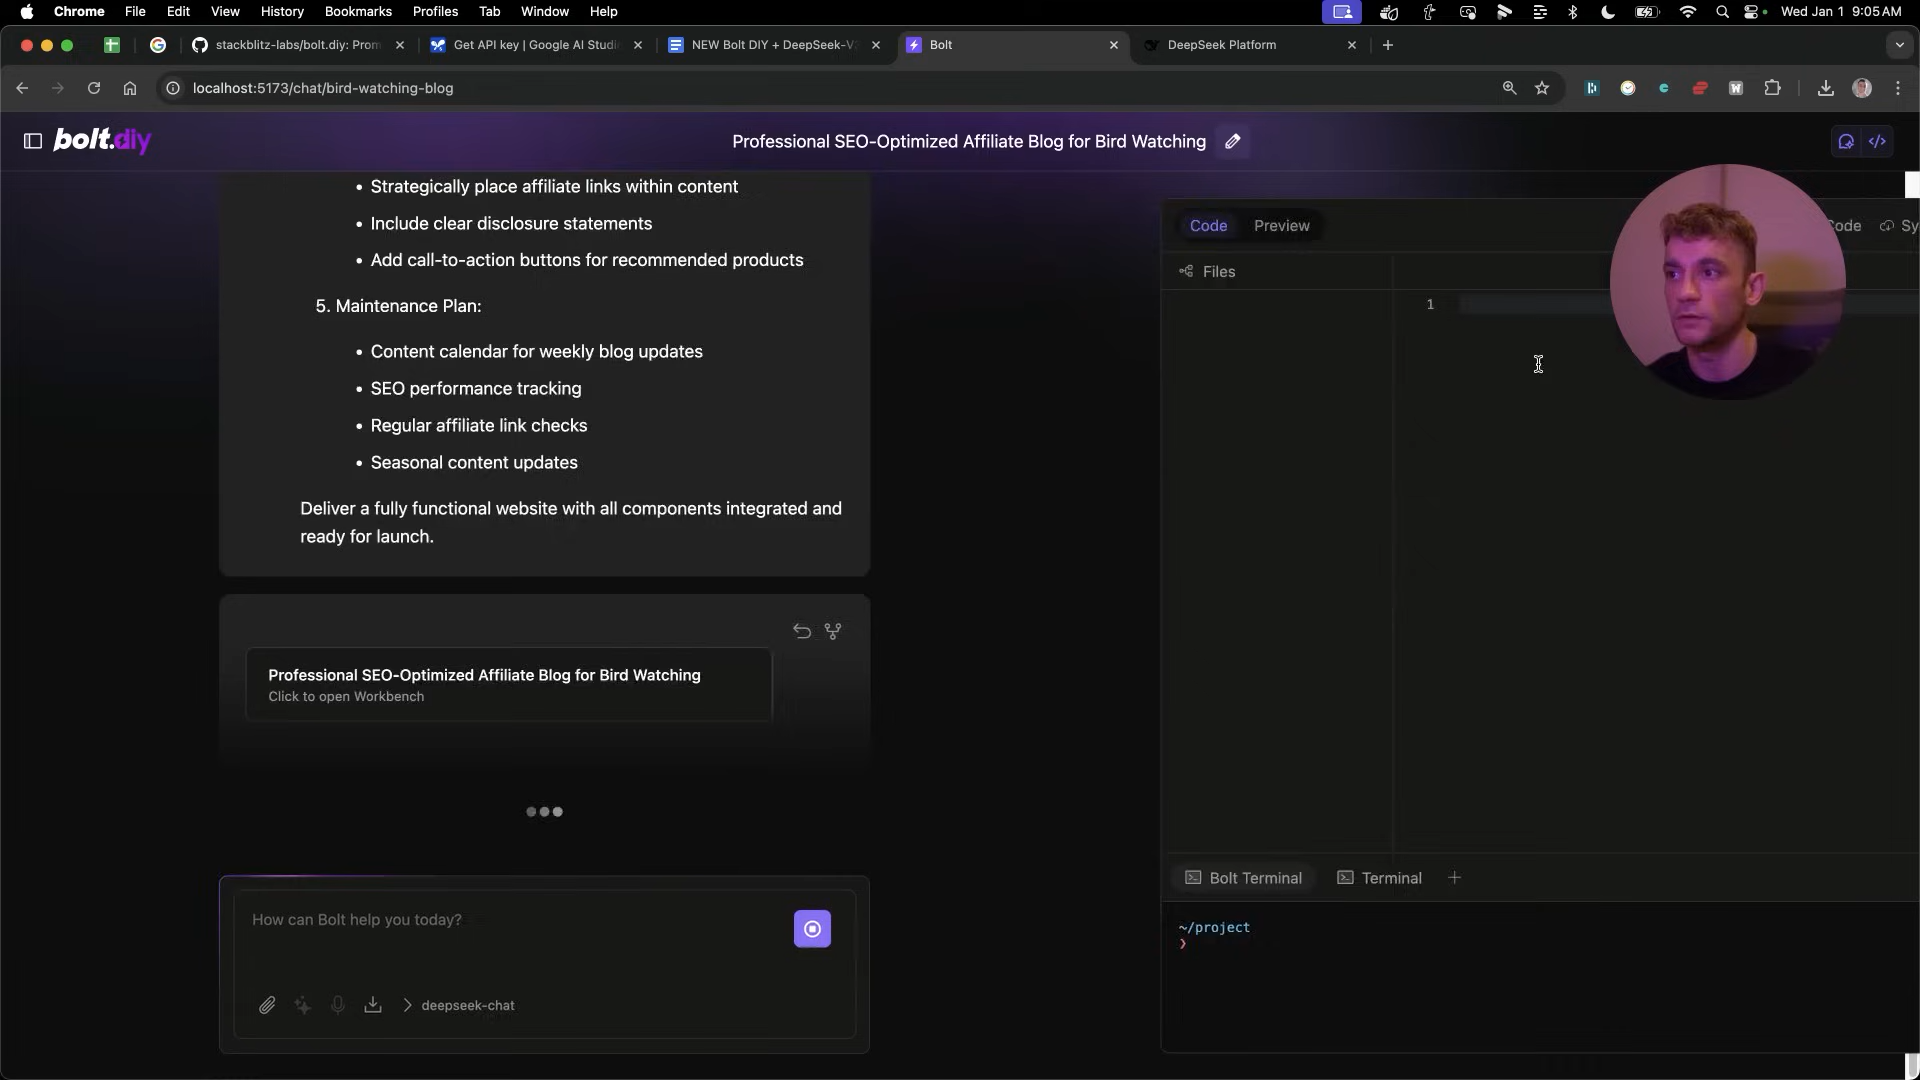 Chrome File Edit View History Bookmarks Profiles Tab Window Help Wed Jan 1 9:05 AM
stackblitz-labs/bolt.diy: Prom Get API key | Google AI Studi NEW Bolt DIY + DeepSeek-V Bolt DeepSeek Platform
localhost:5173/chat/bird-watching-blog
bolt.diy
Professional SEO-Optimized Affiliate Blog for Bird Watching
• Strategically place affiliate links within content
• Include clear disclosure statements
• Add call-to-action buttons for recommended products
5. Maintenance Plan:
• Content calendar for weekly blog updates
• SEO performance tracking
• Regular affiliate link checks
• Seasonal content updates
Deliver a fully functional website with all components integrated and
ready for launch.
Professional SEO-Optimized Affiliate Blog for Bird Watching
Click to open Workbench
How can Bolt help you today?
deepseek-chat
Code Preview Code Sy
Files
1
Bolt Terminal Terminal
~/project
❯